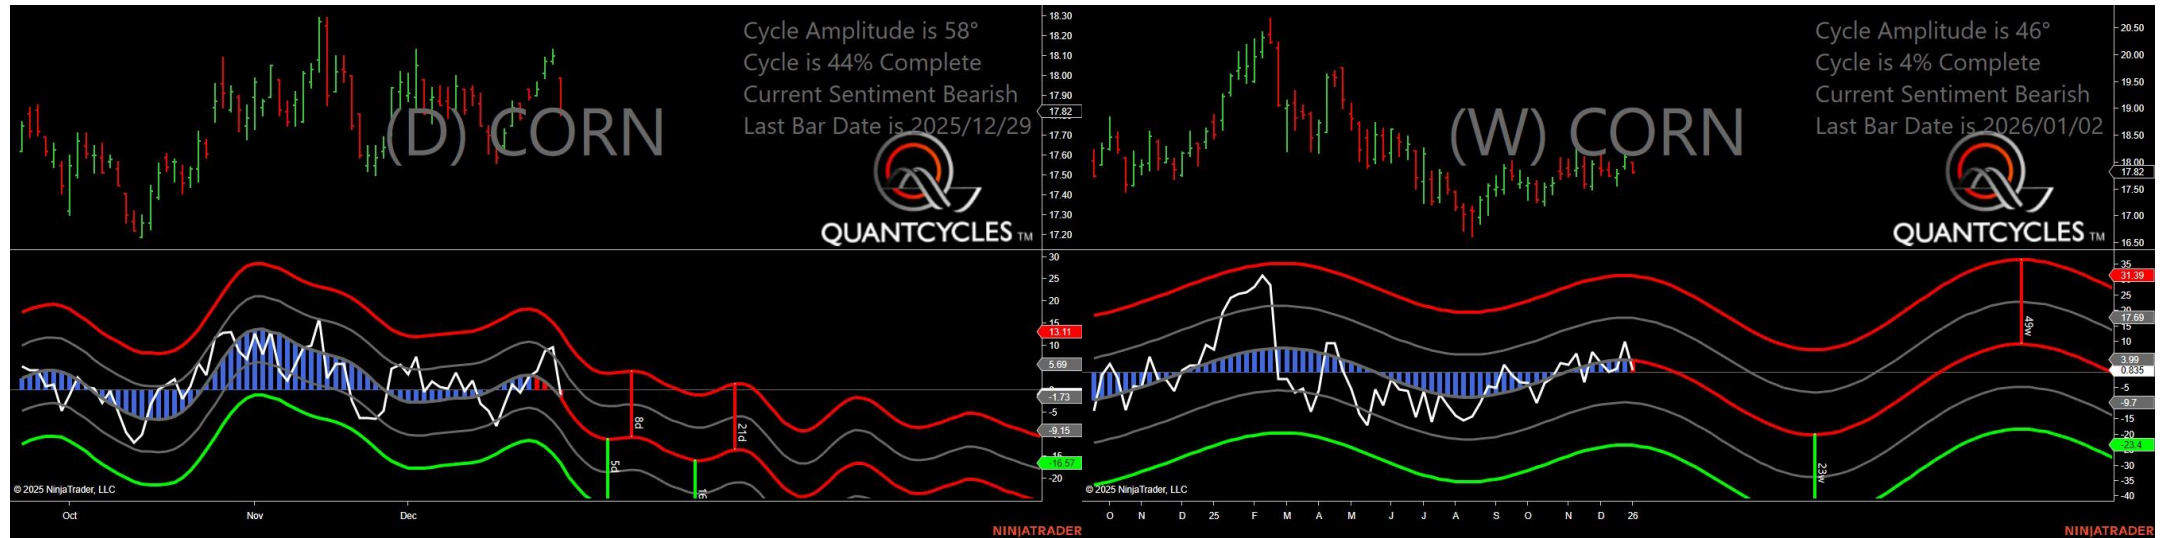 Cycle Amplitude is 58°
Cycle is 44% Complete
Current Sentiment Bearish
Last Bar Date is 2025/12/29
(D) CORN
QUANTCYCLES TM
18.30
18.20
18.10
18.00
17.90
17.82
17.70
17.60
17.50
17.40
17.30
17.20
30
25
20
15
13.11
10
5.69
-1.73
-5
-9.15
-16.57
-20
8d
21d
5d
16
© 2025 NinjaTrader, LLC
Oct Nov Dec
NINJATRADER
Cycle Amplitude is 46°
Cycle is 4% Complete
Current Sentiment Bearish
Last Bar Date is 2026/01/02
(W) CORN
QUANTCYCLES TM
20.50
20.00
19.50
19.00
18.50
18.00
17.82
17.50
17.00
16.50
35
31.39
25
17.69
15
10
3.99
0.835
-5
-9.7
-15
-20
-23.4
-30
-35
-40
49w
23w
© 2025 NinjaTrader, LLC
O N D 25 F M A M J J A S O N D 26
NINJATRADER